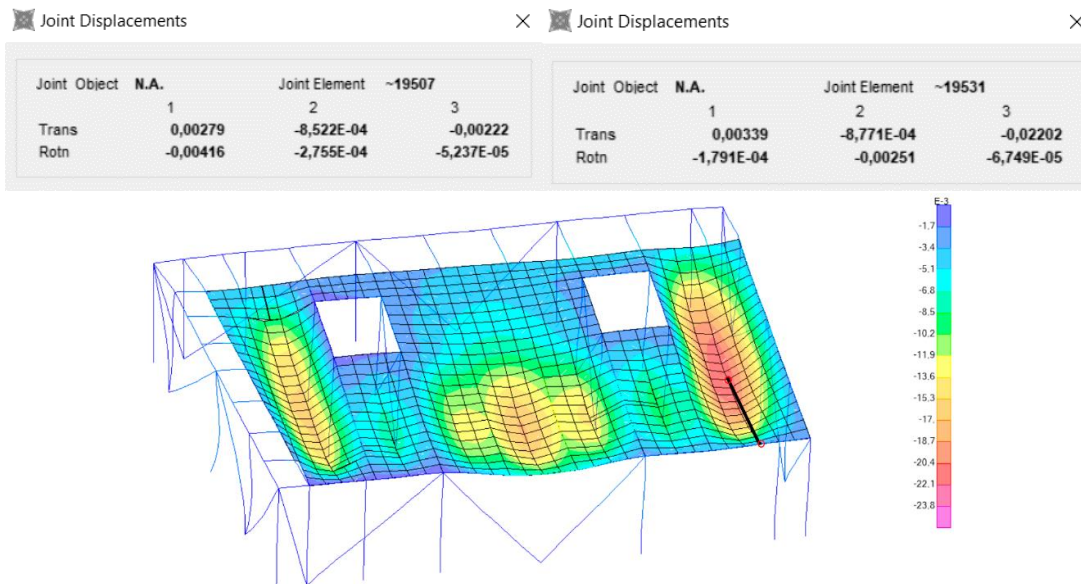 Joint Displacements
Joint Object N.A. Joint Element ~19507
1 2 3
Trans 0,00279 -8,522E-04 -0,00222
Rotn -0,00416 -2,755E-04 -5,237E-05
Joint Displacements
Joint Object N.A. Joint Element ~19531
1 2 3
Trans 0,00339 -8,771E-04 -0,02202
Rotn -1,791E-04 -0,00251 -6,749E-05
E-3
-1.7
-3.4
-5.1
-6.8
-8.5
-10.2
-11.9
-13.6
-15.3
-17.
-18.7
-20.4
-22.1
-23.8